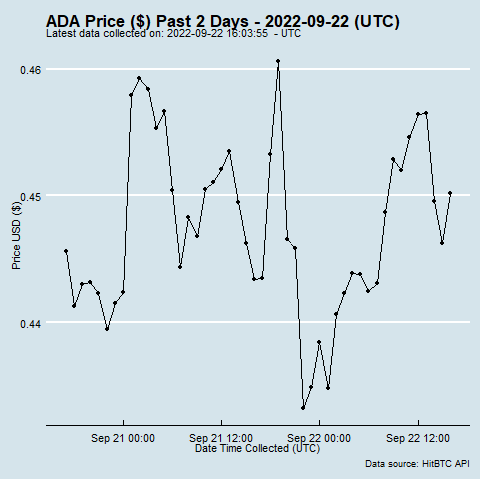 ADA Price ($) Past 2 Days - 2022-09-22 (UTC)
Latest data collected on: 2022-09-22 16:03:55  - UTC
0.46
0.45
0.44
Price USD ($)
Sep 21 00:00
Sep 21 12:00
Sep 22 00:00
Sep 22 12:00
Date Time Collected (UTC)
Data source: HitBTC API